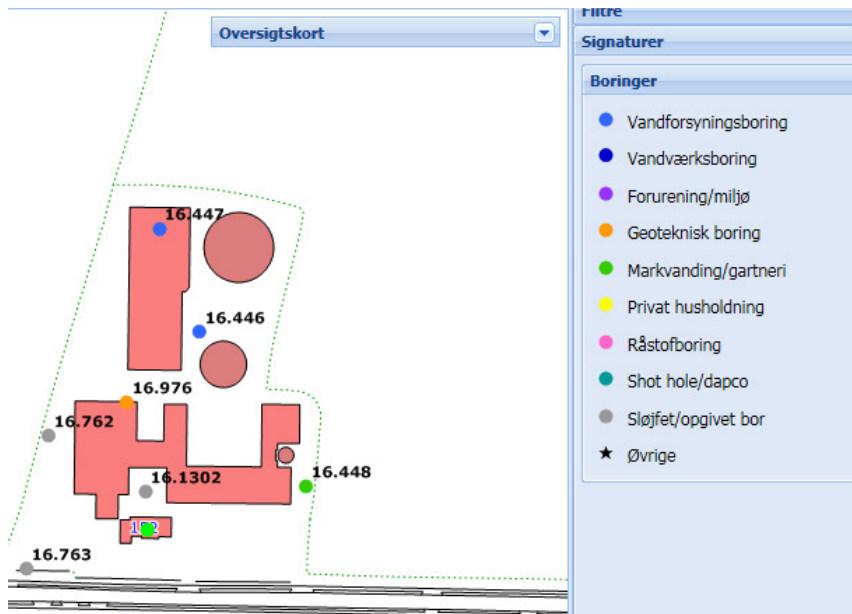 Oversigtskort
16.447
16.446
16.976
16.762
16.1302
16.448
16.763
Filtre
Signaturer
Boringer
Vandforsyningsboring
Vandværksboring
Forurening/miljø
Geoteknisk boring
Markvanding/gartneri
Privat husholdning
Råstofboring
Shot hole/dapco
Sløjfet/opgivet bor
Øvrige